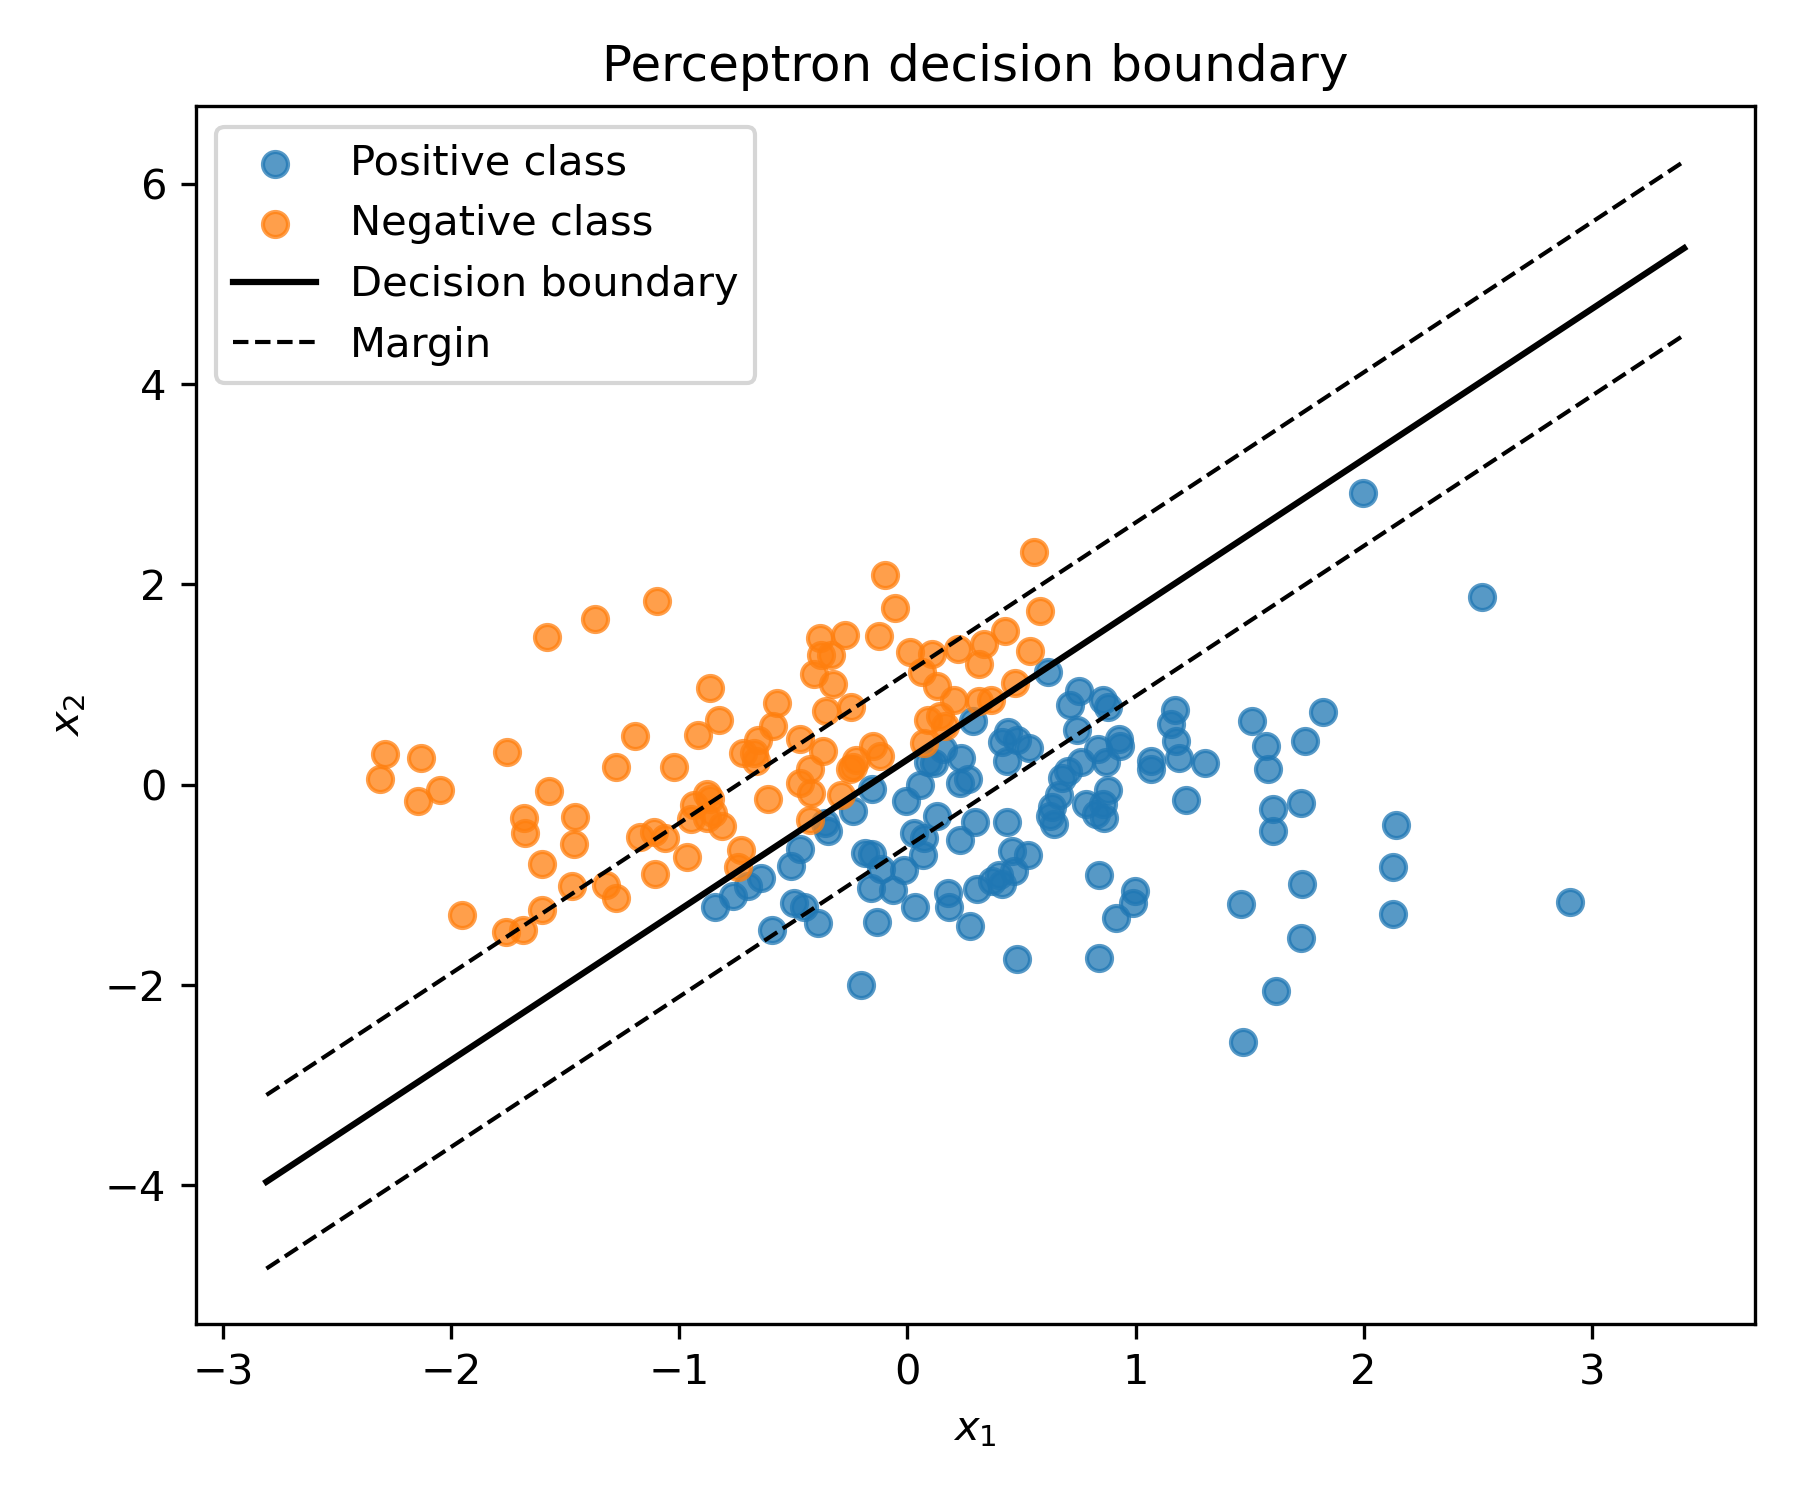 Perceptron decision boundary
Positive class
Negative class
Decision boundary
Margin
6
4
2
0
−2
−4
x₂
−3 −2 −1 0 1 2 3
x₁